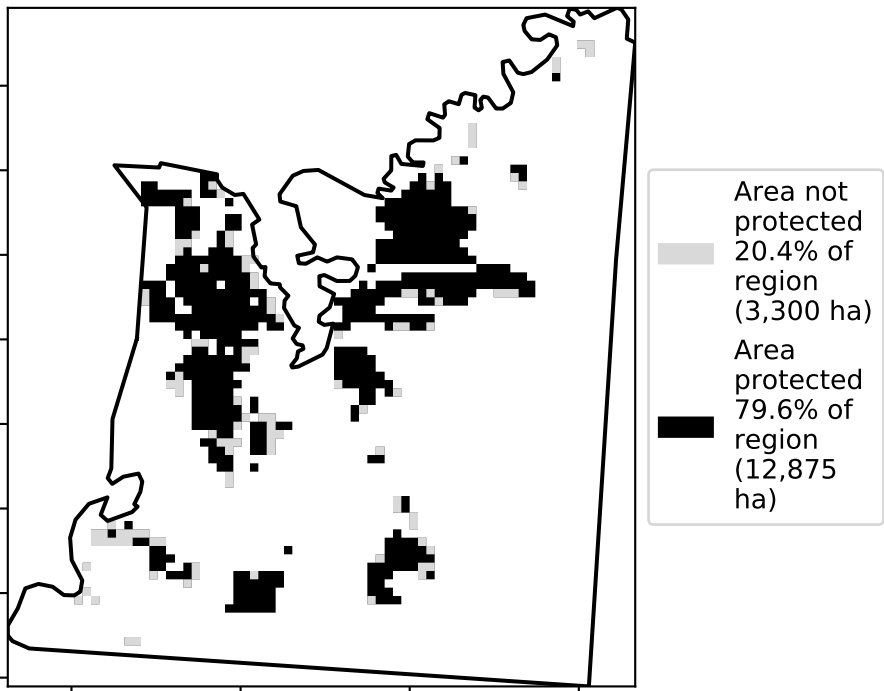 Area not
protected
20.4% of
region
(3,300 ha)
Area
protected
79.6% of
region
(12,875
ha)